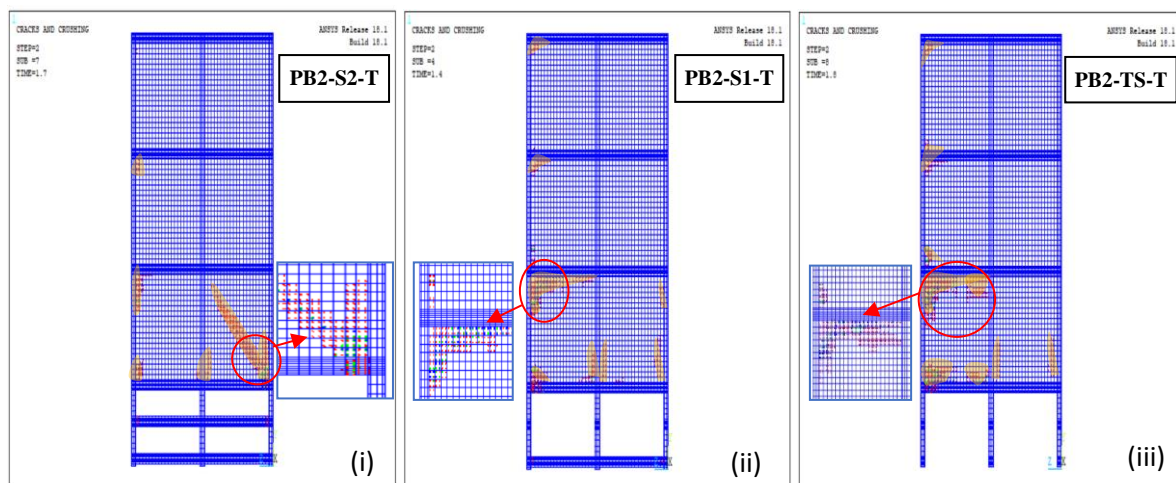 CRACKS AND CRUSHING
STEP=2
SUB =7
TIME=1.7
ANSYS Release 18.1
Build 18.1
PB2-S2-T
(i)
CRACKS AND CRUSHING
STEP=2
SUB =4
TIME=1.4
ANSYS Release 18.1
Build 18.1
PB2-S1-T
(ii)
CRACKS AND CRUSHING
STEP=2
SUB =8
TIME=1.8
ANSYS Release 18.1
Build 18.1
PB2-TS-T
Z X
(iii)